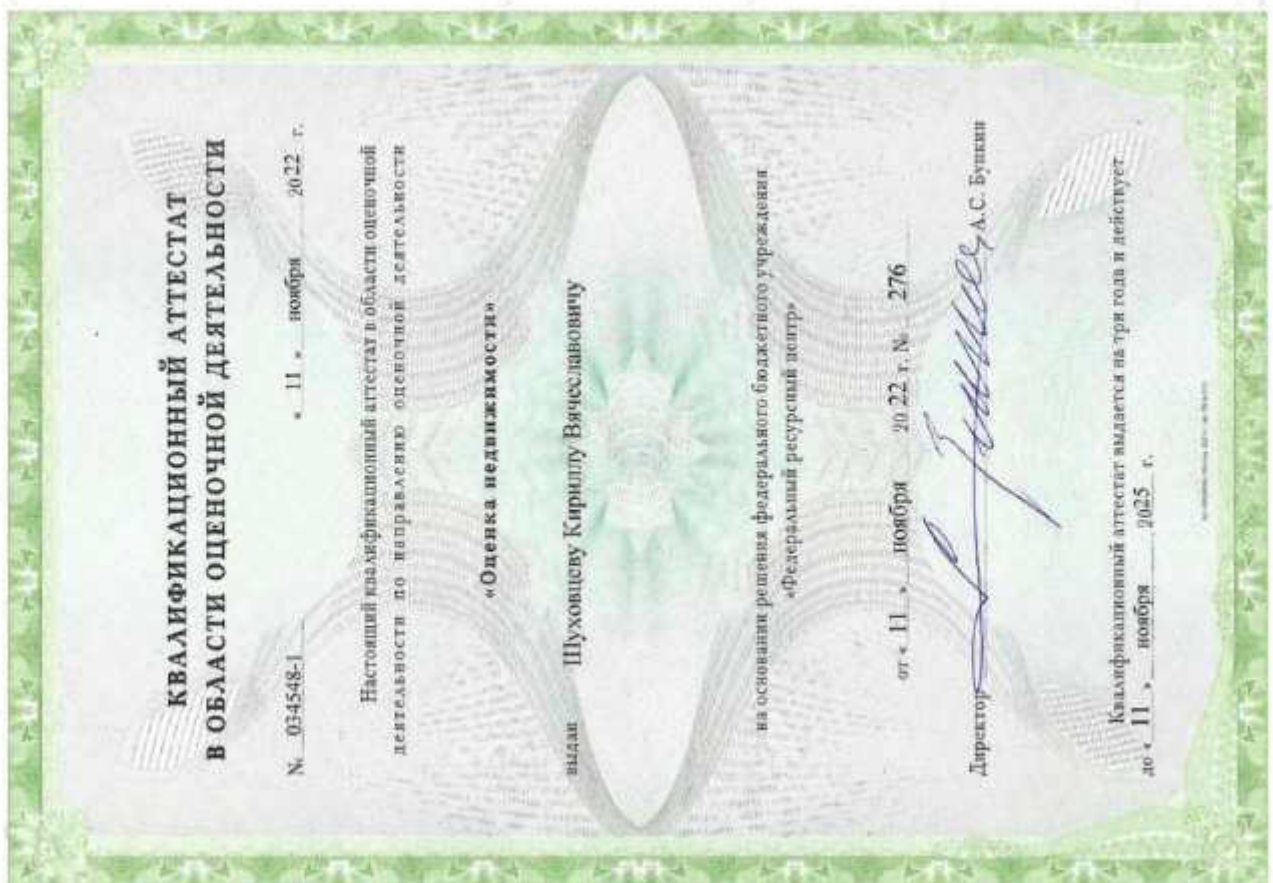 КВАЛИФИКАЦИОННЫЙ АТТЕСТАТ
В ОБЛАСТИ ОЦЕНОЧНОЙ ДЕЯТЕЛЬНОСТИ
№ 034548-1 « 11 » ноября 2022 г.
Настоящий квалификационный аттестат в области оценочной
деятельности по направлению оценочной деятельности
«Оценка недвижимости»
выдан Шуховцеву Кириллу Вячеславовичу
на основании решения федерального бюджетного учреждения
«Федеральный ресурсный центр»
от « 11 » ноября 20 22 г. № 276
Директор А.С. Бункин
Квалификационный аттестат выдается на три года и действует
до « 11 » ноября 2025 г.